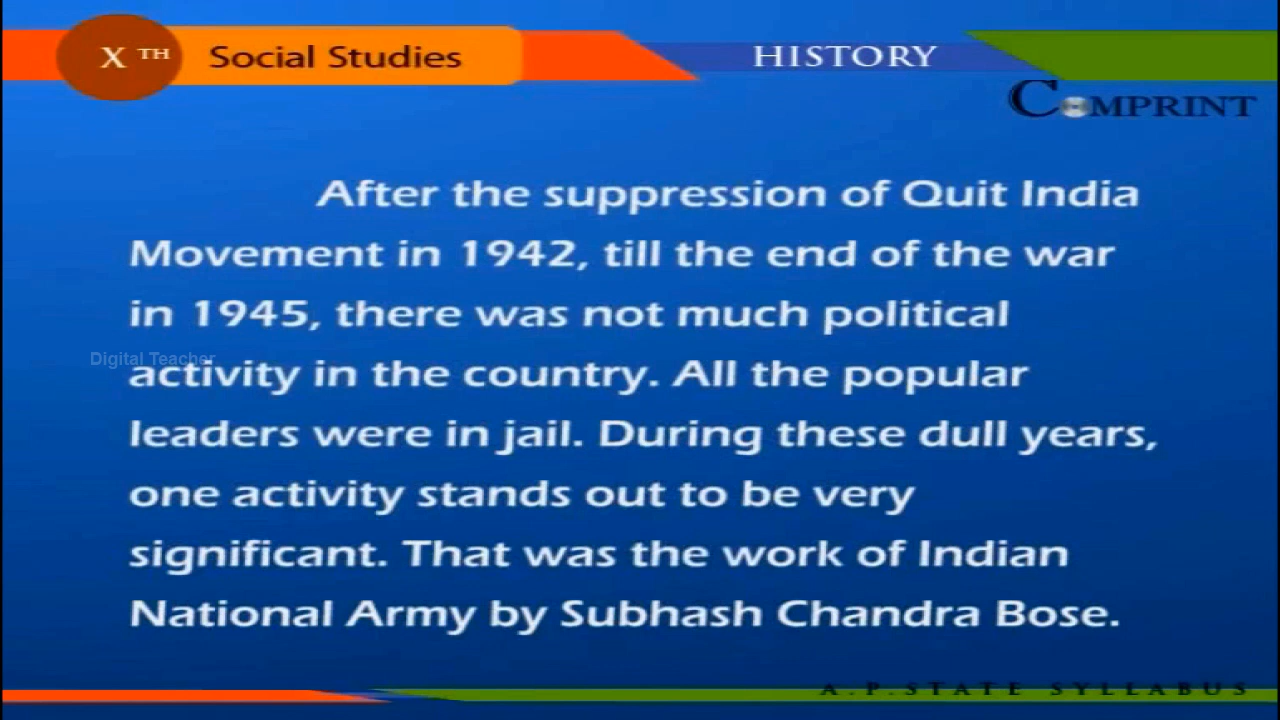 X TH Social Studies HISTORY
COMPRINT
After the suppression of Quit India
Movement in 1942, till the end of the war
in 1945, there was not much political
Digital Teacher
activity in the country. All the popular
leaders were in jail. During these dull years,
one activity stands out to be very
significant. That was the work of Indian
National Army by Subhash Chandra Bose.
A.P.STATE SYLLABUS